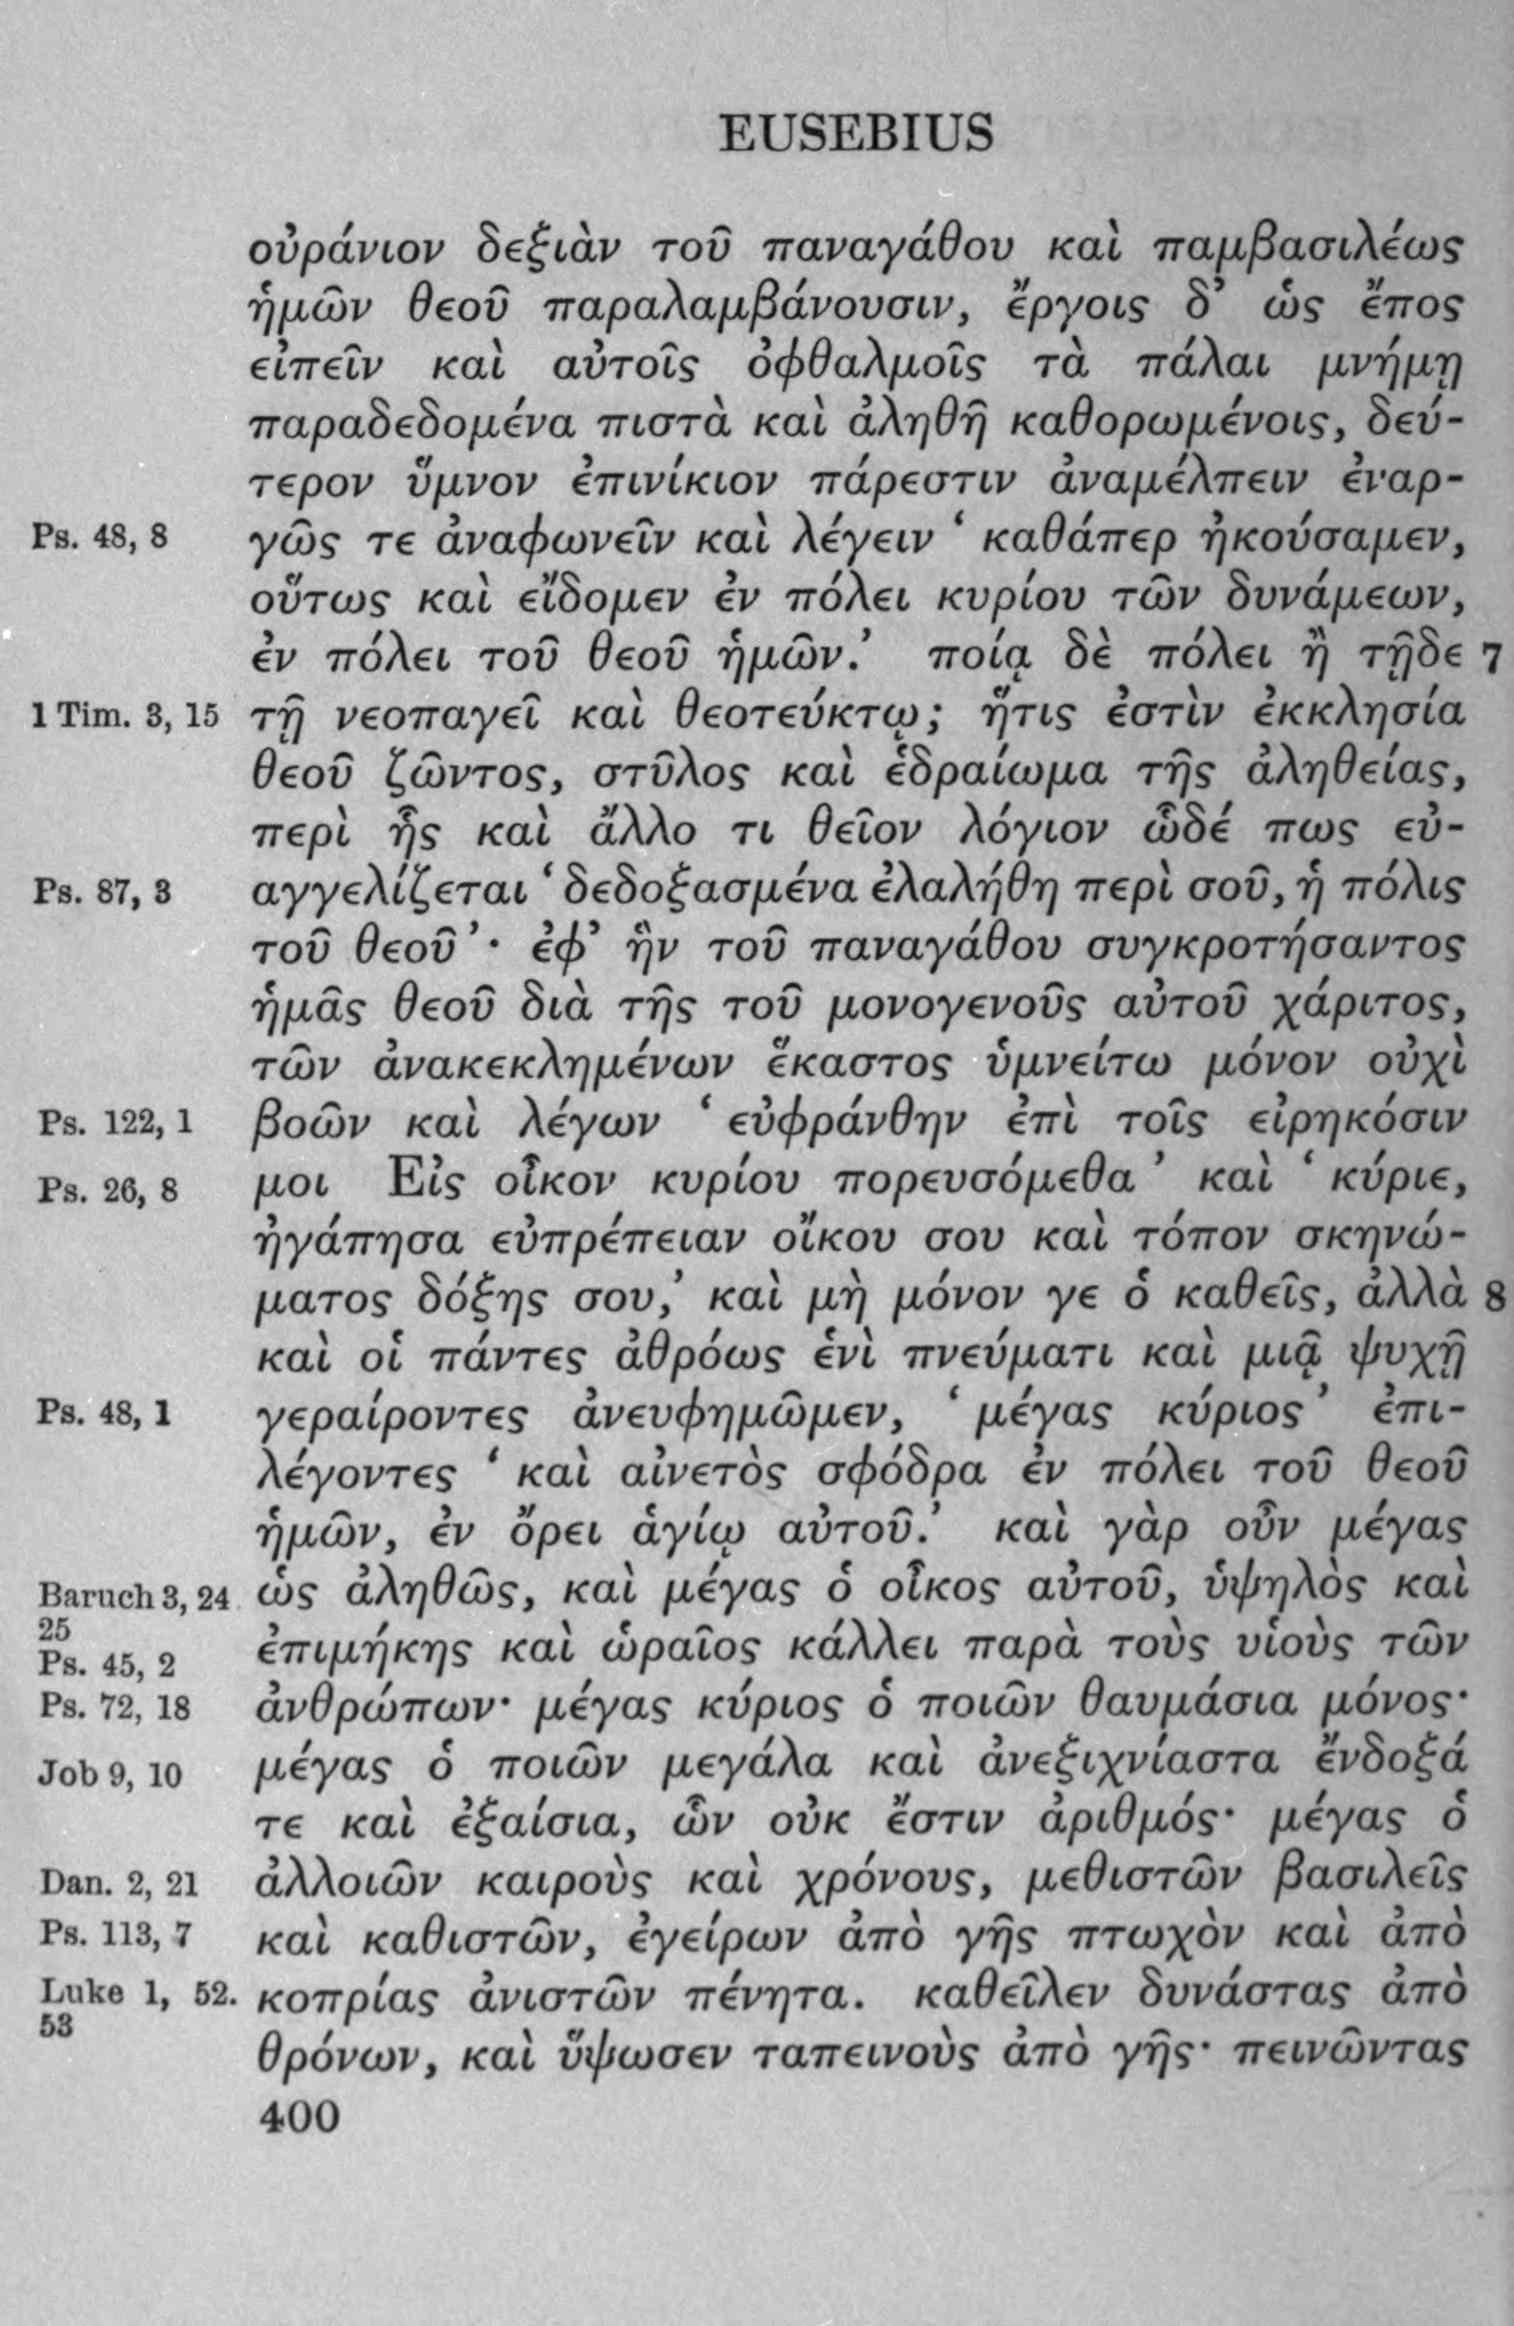 EUSEBIUS
οὐράνιον δεξιὰν τοῦ παναγάθου καὶ παμβασιλέως
ἡμῶν θεοῦ παραλαμβάνουσιν, ἔργοις δ’ ὡς ἔπος
εἰπεῖν καὶ αὐτοῖς ὀφθαλμοῖς τὰ πάλαι μνήμῃ
παραδεδομένα πιστὰ καὶ ἀληθῆ καθορωμένοις, δεύ-
τερον ὕμνον ἐπινίκιον πάρεστιν ἀναμέλπειν ἐναρ-
Ps. 48, 8 γῶς τε ἀναφωνεῖν καὶ λέγειν ‘ καθάπερ ἠκούσαμεν,
οὕτως καὶ εἴδομεν ἐν πόλει κυρίου τῶν δυνάμεων,
ἐν πόλει τοῦ θεοῦ ἡμῶν.’ ποίᾳ δὲ πόλει ἢ τῇδε 7
1 Tim. 3, 15 τῇ νεοπαγεῖ καὶ θεοτεύκτῳ; ἥτις ἐστὶν ἐκκλησία
θεοῦ ζῶντος, στῦλος καὶ ἑδραίωμα τῆς ἀληθείας,
περὶ ἧς καὶ ἄλλο τι θεῖον λόγιον ὧδέ πως εὐ-
Ps. 87, 3 αγγελίζεται ‘ δεδοξασμένα ἐλαλήθη περὶ σοῦ, ἡ πόλις
τοῦ θεοῦ ’· ἐφ’ ἣν τοῦ παναγάθου συγκροτήσαντος
ἡμᾶς θεοῦ διὰ τῆς τοῦ μονογενοῦς αὐτοῦ χάριτος,
τῶν ἀνακεκλημένων ἕκαστος ὑμνείτω μόνον οὐχὶ
Ps. 122, 1 βοῶν καὶ λέγων ‘ εὐφράνθην ἐπὶ τοῖς εἰρηκόσιν
Ps. 26, 8 μοι Εἰς οἶκον κυρίου πορευσόμεθα ’ καὶ ‘ κύριε,
ἠγάπησα εὐπρέπειαν οἴκου σου καὶ τόπον σκηνώ-
ματος δόξης σου,’ καὶ μὴ μόνον γε ὁ καθεῖς, ἀλλὰ 8
καὶ οἱ πάντες ἀθρόως ἑνὶ πνεύματι καὶ μιᾷ ψυχῇ
Ps. 48, 1 γεραίροντες ἀνευφημῶμεν, ‘ μέγας κύριος ’ ἐπι-
λέγοντες ‘ καὶ αἰνετὸς σφόδρα ἐν πόλει τοῦ θεοῦ
ἡμῶν, ἐν ὄρει ἁγίῳ αὐτοῦ.’ καὶ γὰρ οὖν μέγας
Baruch 3, 24 ὡς ἀληθῶς, καὶ μέγας ὁ οἶκος αὐτοῦ, ὑψηλὸς καὶ
25
Ps. 45, 2 ἐπιμήκης καὶ ὡραῖος κάλλει παρὰ τοὺς υἱοὺς τῶν
Ps. 72, 18 ἀνθρώπων· μέγας κύριος ὁ ποιῶν θαυμάσια μόνος·
Job 9, 10 μέγας ὁ ποιῶν μεγάλα καὶ ἀνεξιχνίαστα ἔνδοξά
τε καὶ ἐξαίσια, ὧν οὐκ ἔστιν ἀριθμός· μέγας ὁ
Dan. 2, 21 ἀλλοιῶν καιροὺς καὶ χρόνους, μεθιστῶν βασιλεῖς
Ps. 113, 7 καὶ καθιστῶν, ἐγείρων ἀπὸ γῆς πτωχὸν καὶ ἀπὸ
Luke 1, 52. κοπρίας ἀνιστῶν πένητα. καθεῖλεν δυνάστας ἀπὸ
53
θρόνων, καὶ ὕψωσεν ταπεινοὺς ἀπὸ γῆς· πεινῶντας
400